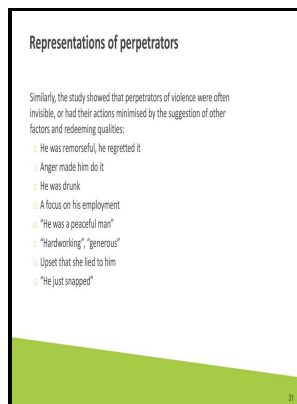 Representations of perpetrators
Similarly, the study showed that perpetrators of violence were often
invisible, or had their actions minimised by the suggestion of other
factors and redeeming qualities:
He was remorseful, he regretted it
Anger made him do it
He was drunk
A focus on his employment
“He was a peaceful man”
“Hardworking”, “generous”
Upset that she lied to him
“He just snapped”
21